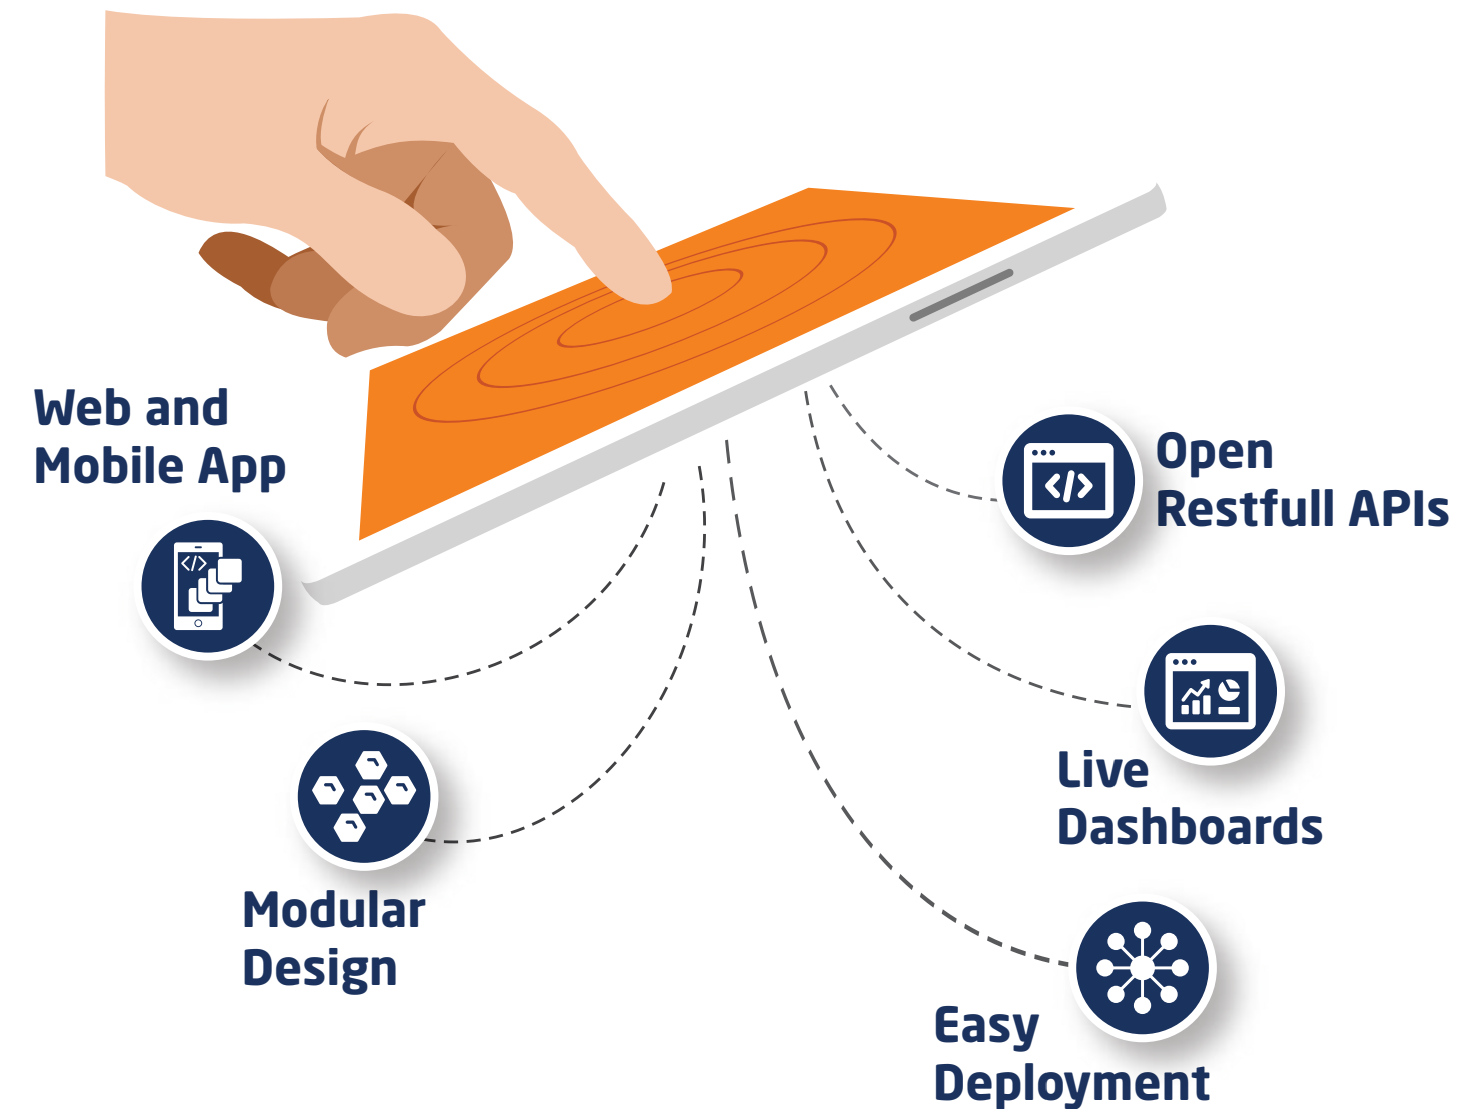 Web and
Mobile App
Open
Restfull APIs
Live
Dashboards
Modular
Design
Easy
Deployment